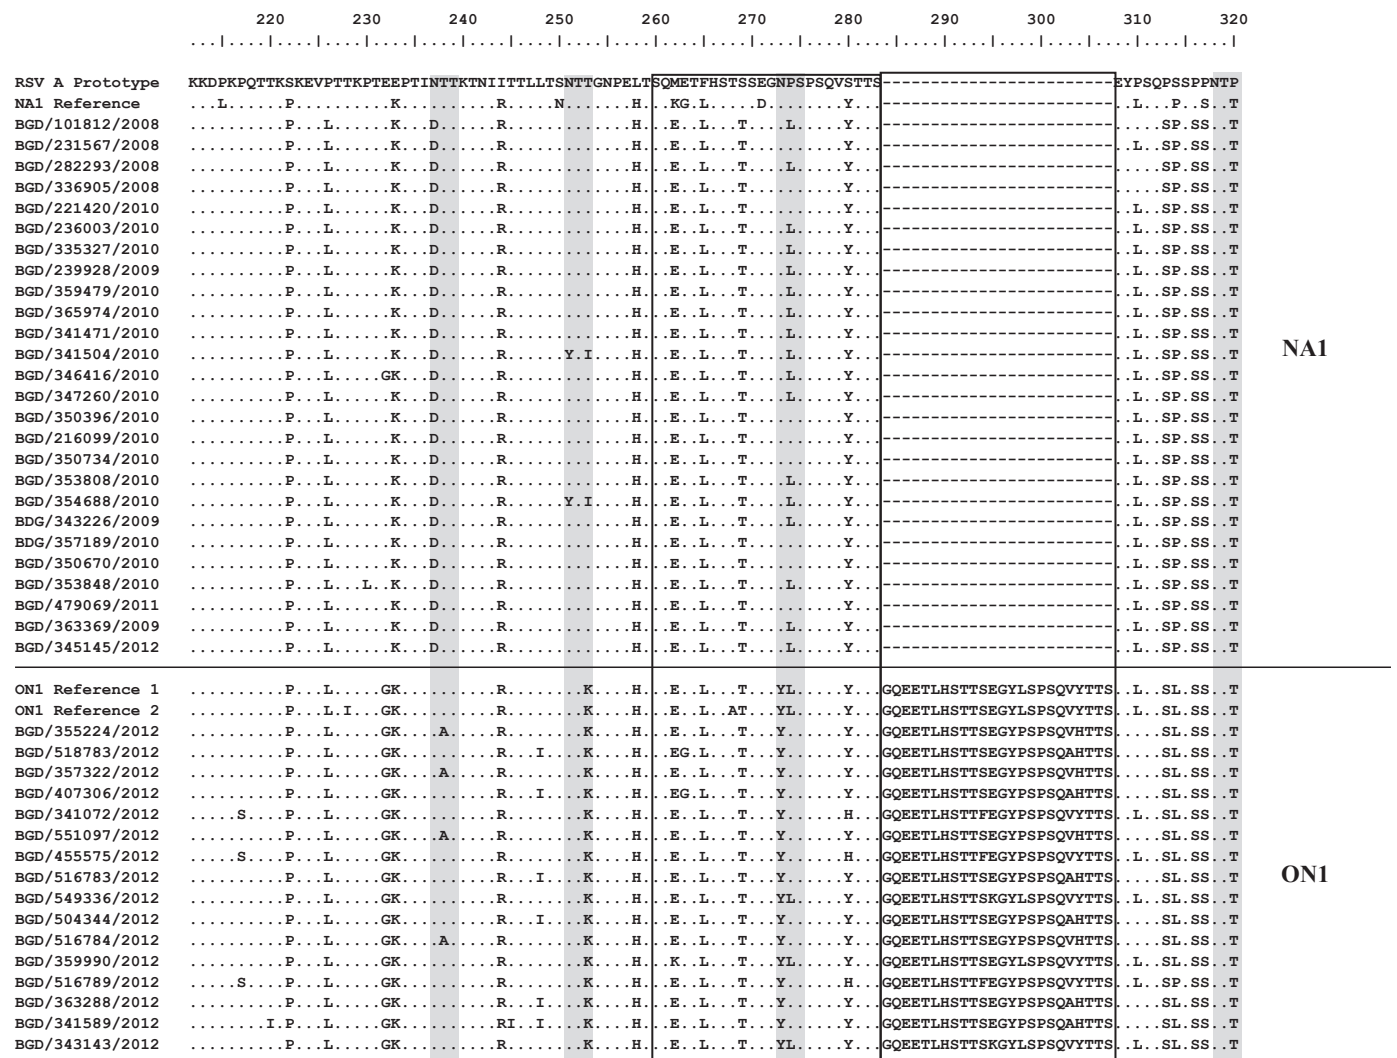 220 230 240 250 260 270 280 290 300 310 320
...|....|....|....|....|....|....|....|....|....|....|....|....|....|....|....|....|....|....|....|....|....|
RSV A Prototype KKDPKPQTTKSKEVPTTKPTEEPTINTTKTNIITTLLTSNTTGNPELTSQMETFHSTSSEGNPSPSQVSTTS------------------------EYPSQPSSPPNTP
NA1 Reference ...L......P..........K..........R.....N.......H...KG.L.....D........Y...------------------------..L...P..S..T
BGD/101812/2008 ..........P...L......K...D......R.............H...E..L...T....L.....Y...------------------------.....SP.SS..T
BGD/231567/2008 ..........P...L......K...D......R.............H...E..L...T..........Y...------------------------..L..SP.SS..T
BGD/282293/2008 ..........P...L......K...D......R.............H...E..L...T....L.....Y...------------------------.....SP.SS..T
BGD/336905/2008 ..........P...L......K...D......R.............H...E..L...T..........Y...------------------------.....SP.SS..T
BGD/221420/2010 ..........P...L......K...D......R.............H...E..L...T..........Y...------------------------..L..SP.SS..T
BGD/236003/2010 ..........P...L......K...D......R.............H...E..L...T....L.....Y...------------------------..L..SP.SS..T
BGD/335327/2010 ..........P...L......K...D......R.............H...E..L...T....L.....Y...------------------------..L..SP.SS..T
BGD/239928/2009 ..........P...L......K...D......R.............H...E..L...T....L.....Y...------------------------..L..SP.SS..T
BGD/359479/2010 ..........P...L......K...D......R.............H...E..L...T....L.....Y...------------------------..L..SP.SS..T
BGD/365974/2010 ..........P...L......K...D......R.............H...E..L...T....L.....Y...------------------------..L..SP.SS..T
BGD/341471/2010 ..........P...L......K...D......R.............H...E..L...T....L.....Y...------------------------..L..SP.SS..T
BGD/341504/2010 ..........P...L......K...D......R......Y.I....H...E..L...T....L.....Y...------------------------..L..SP.SS..T
NA1
BGD/346416/2010 ..........P...L.....GK...D......R.............H...E..L...T....L.....Y...------------------------..L..SP.SS..T
BGD/347260/2010 ..........P...L......K...D......R.............H...E..L...T....L.....Y...------------------------..L..SP.SS..T
BGD/350396/2010 ..........P...L......K...D......R.............H...E..L...T..........Y...------------------------..L..SP.SS..T
BGD/216099/2010 ..........P...L......K...D......R.............H...E..L...T..........Y...------------------------..L..SP.SS..T
BGD/350734/2010 ..........P...L......K...D......R.............H...E..L...T..........Y...------------------------..L..SP.SS..T
BGD/353808/2010 ..........P...L......K...D......R.............H...E..L...T....L.....Y...------------------------..L..SP.SS..T
BGD/354688/2010 ..........P...L......K...D......R......Y.I....H...E..L...T....L.....Y...------------------------..L..SP.SS..T
BDG/343226/2009 ..........P...L......K...D......R.............H...E..L...T....L.....Y...------------------------..L..SP.SS..T
BDG/357189/2010 ..........P...L......K...D......R.............H...E..L...T..........Y...------------------------..L..SP.SS..T
BGD/350670/2010 ..........P...L......K...D......R.............H...E..L...T..........Y...------------------------..L..SP.SS..T
BGD/353848/2010 ..........P...L...L..K...D......R.............H...E..L...T....L.....Y...------------------------..L..SP.SS..T
BGD/479069/2011 ..........P...L......K...D......R.............H...E..L...T..........Y...------------------------..L..SP.SS..T
BGD/363369/2009 ..........P...L......K...D......R.............H...E..L...T....L.....Y...------------------------..L..SP.SS..T
BGD/345145/2012 ..........P...L......K...D......R.............H...E..L...T....L.....Y...------------------------..L..SP.SS..T
ON1 Reference 1 ..........P...L.....GK..........R........K....H...E..L...T...YL.....Y...GQEETLHSTTSEGYLSPSQVYTTS..L..SL.SS..T
ON1 Reference 2 ..........P...L.I...GK..........R........K....H...E..L..AT...YL.....Y...GQEETLHSTTSEGYLSPSQVYTTS..L..SL.SS..T
BGD/355224/2012 ..........P...L.....GK....A.....R........K....H...E..L...T...Y......Y...GQEETLHSTTSEGYPSPSQVHTTS.....SL.SS..T
BGD/518783/2012 ..........P...L.....GK..........R...I....K....H...EG.L...T...Y......Y...GQEETLHSTTSEGYPSPSQAHTTS.....SL.SS..T
BGD/357322/2012 ..........P...L.....GK....A.....R........K....H...E..L...T...Y......Y...GQEETLHSTTSEGYPSPSQVHTTS.....SL.SS..T
BGD/407306/2012 ..........P...L.....GK..........R...I....K....H...EG.L...T...Y......Y...GQEETLHSTTSEGYPSPSQAHTTS.....SL.SS..T
BGD/341072/2012 .....S....P...L.....GK..........R........K....H...E..L...T...Y......H...GQEETLHSTTFEGYPSPSQVYTTS..L..SL.SS..T
BGD/551097/2012 ..........P...L.....GK....A.....R........K....H...E..L...T...Y......Y...GQEETLHSTTSEGYPSPSQVHTTS.....SL.SS..T
BGD/455575/2012 .....S....P...L.....GK..........R........K....H...E..L...T...Y......H...GQEETLHSTTFEGYPSPSQVYTTS..L..SP.SS..T
BGD/516783/2012 ..........P...L.....GK..........R...I....K....H...E..L...T...Y......Y...GQEETLHSTTSEGYPSPSQAHTTS.....SL.SS..T
ON1
BGD/549336/2012 ..........P...L.....GK..........R........K....H...E..L...T...YL.....Y...GQEETLHSTTSKGYLSPSQVYTTS..L..SL.SS..T
BGD/504344/2012 ..........P...L.....GK..........R...I....K....H...E..L...T...Y......Y...GQEETLHSTTSEGYPSPSQAHTTS.....SL.SS..T
BGD/516784/2012 ..........P...L.....GK....A.....R........K....H...E..L...T...Y......Y...GQEETLHSTTSEGYPSPSQVHTTS.....SL.SS..T
BGD/359990/2012 ..........P...L.....GK..........R........K....H...K..L...T...YL.....Y...GQEETLHSTTSEGYLSPSQVYTTS..L..SL.SS..T
BGD/516789/2012 .....S....P...L.....GK..........R........K....H...E..L...T...Y......H...GQEETLHSTTFEGYPSPSQVYTTS..L..SP.SS..T
BGD/363288/2012 ..........P...L.....GK..........R...I....K....H...E..L...T...Y......Y...GQEETLHSTTSEGYPSPSQAHTTS.....SL.SS..T
BGD/341589/2012 ........I.P...L.....GK..........RI..I....K....H...E..L...T...Y......Y...GQEETLHSTTSEGYPSPSQAHTTS.....SL.SS..T
BGD/343143/2012 ..........P...L.....GK..........R........K....H...E..L...T...YL.....Y...GQEETLHSTTSKGYPSPSQVYTTS..L..SL.SS..T